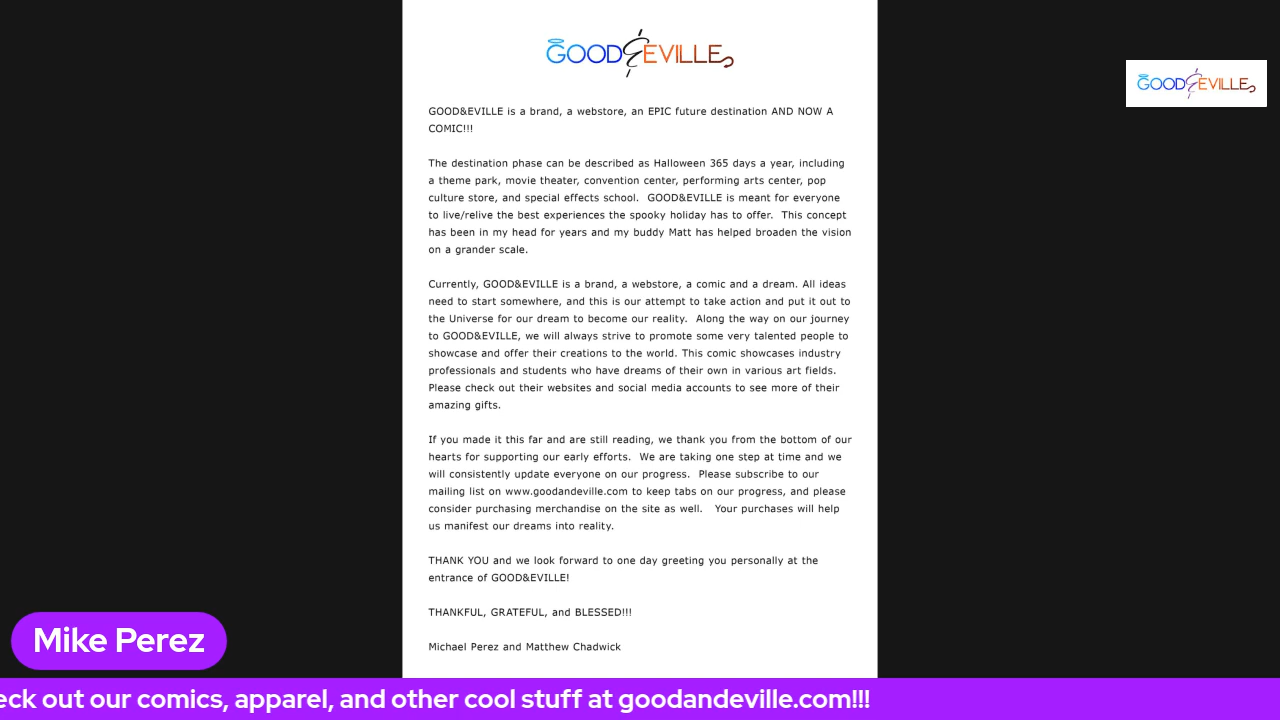 GOOD&EVILLE
GOOD&EVILLE is a brand, a webstore, an EPIC future destination AND NOW A
COMIC!!!
The destination phase can be described as Halloween 365 days a year, including
a theme park, movie theater, convention center, performing arts center, pop
culture store, and special effects school.  GOOD&EVILLE is meant for everyone
to live/relive the best experiences the spooky holiday has to offer.  This concept
has been in my head for years and my buddy Matt has helped broaden the vision
on a grander scale.
Currently, GOOD&EVILLE is a brand, a webstore, a comic and a dream. All ideas
need to start somewhere, and this is our attempt to take action and put it out to
the Universe for our dream to become our reality.  Along the way on our journey
to GOOD&EVILLE, we will always strive to promote some very talented people to
showcase and offer their creations to the world. This comic showcases industry
professionals and students who have dreams of their own in various art fields.
Please check out their websites and social media accounts to see more of their
amazing gifts.
If you made it this far and are still reading, we thank you from the bottom of our
hearts for supporting our early efforts.  We are taking one step at time and we
will consistently update everyone on our progress.  Please subscribe to our
mailing list on www.goodandeville.com to keep tabs on our progress, and please
consider purchasing merchandise on the site as well.   Your purchases will help
us manifest our dreams into reality.
THANK YOU and we look forward to one day greeting you personally at the
entrance of GOOD&EVILLE!
THANKFUL, GRATEFUL, and BLESSED!!!
Michael Perez and Matthew Chadwick
GOOD&EVILLE
Mike Perez
eck out our comics, apparel, and other cool stuff at goodandeville.com!!!